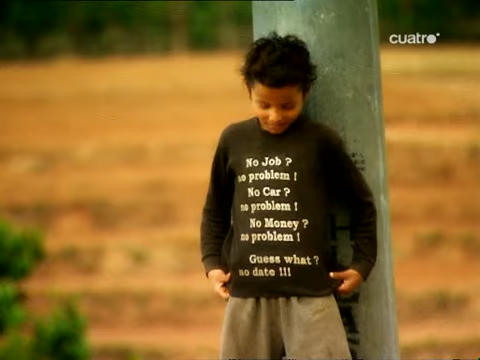 cuatro
No Job ?
no problem !
No Car ?
no problem !
No Money ?
no problem !
Guess what ?
no date !!!